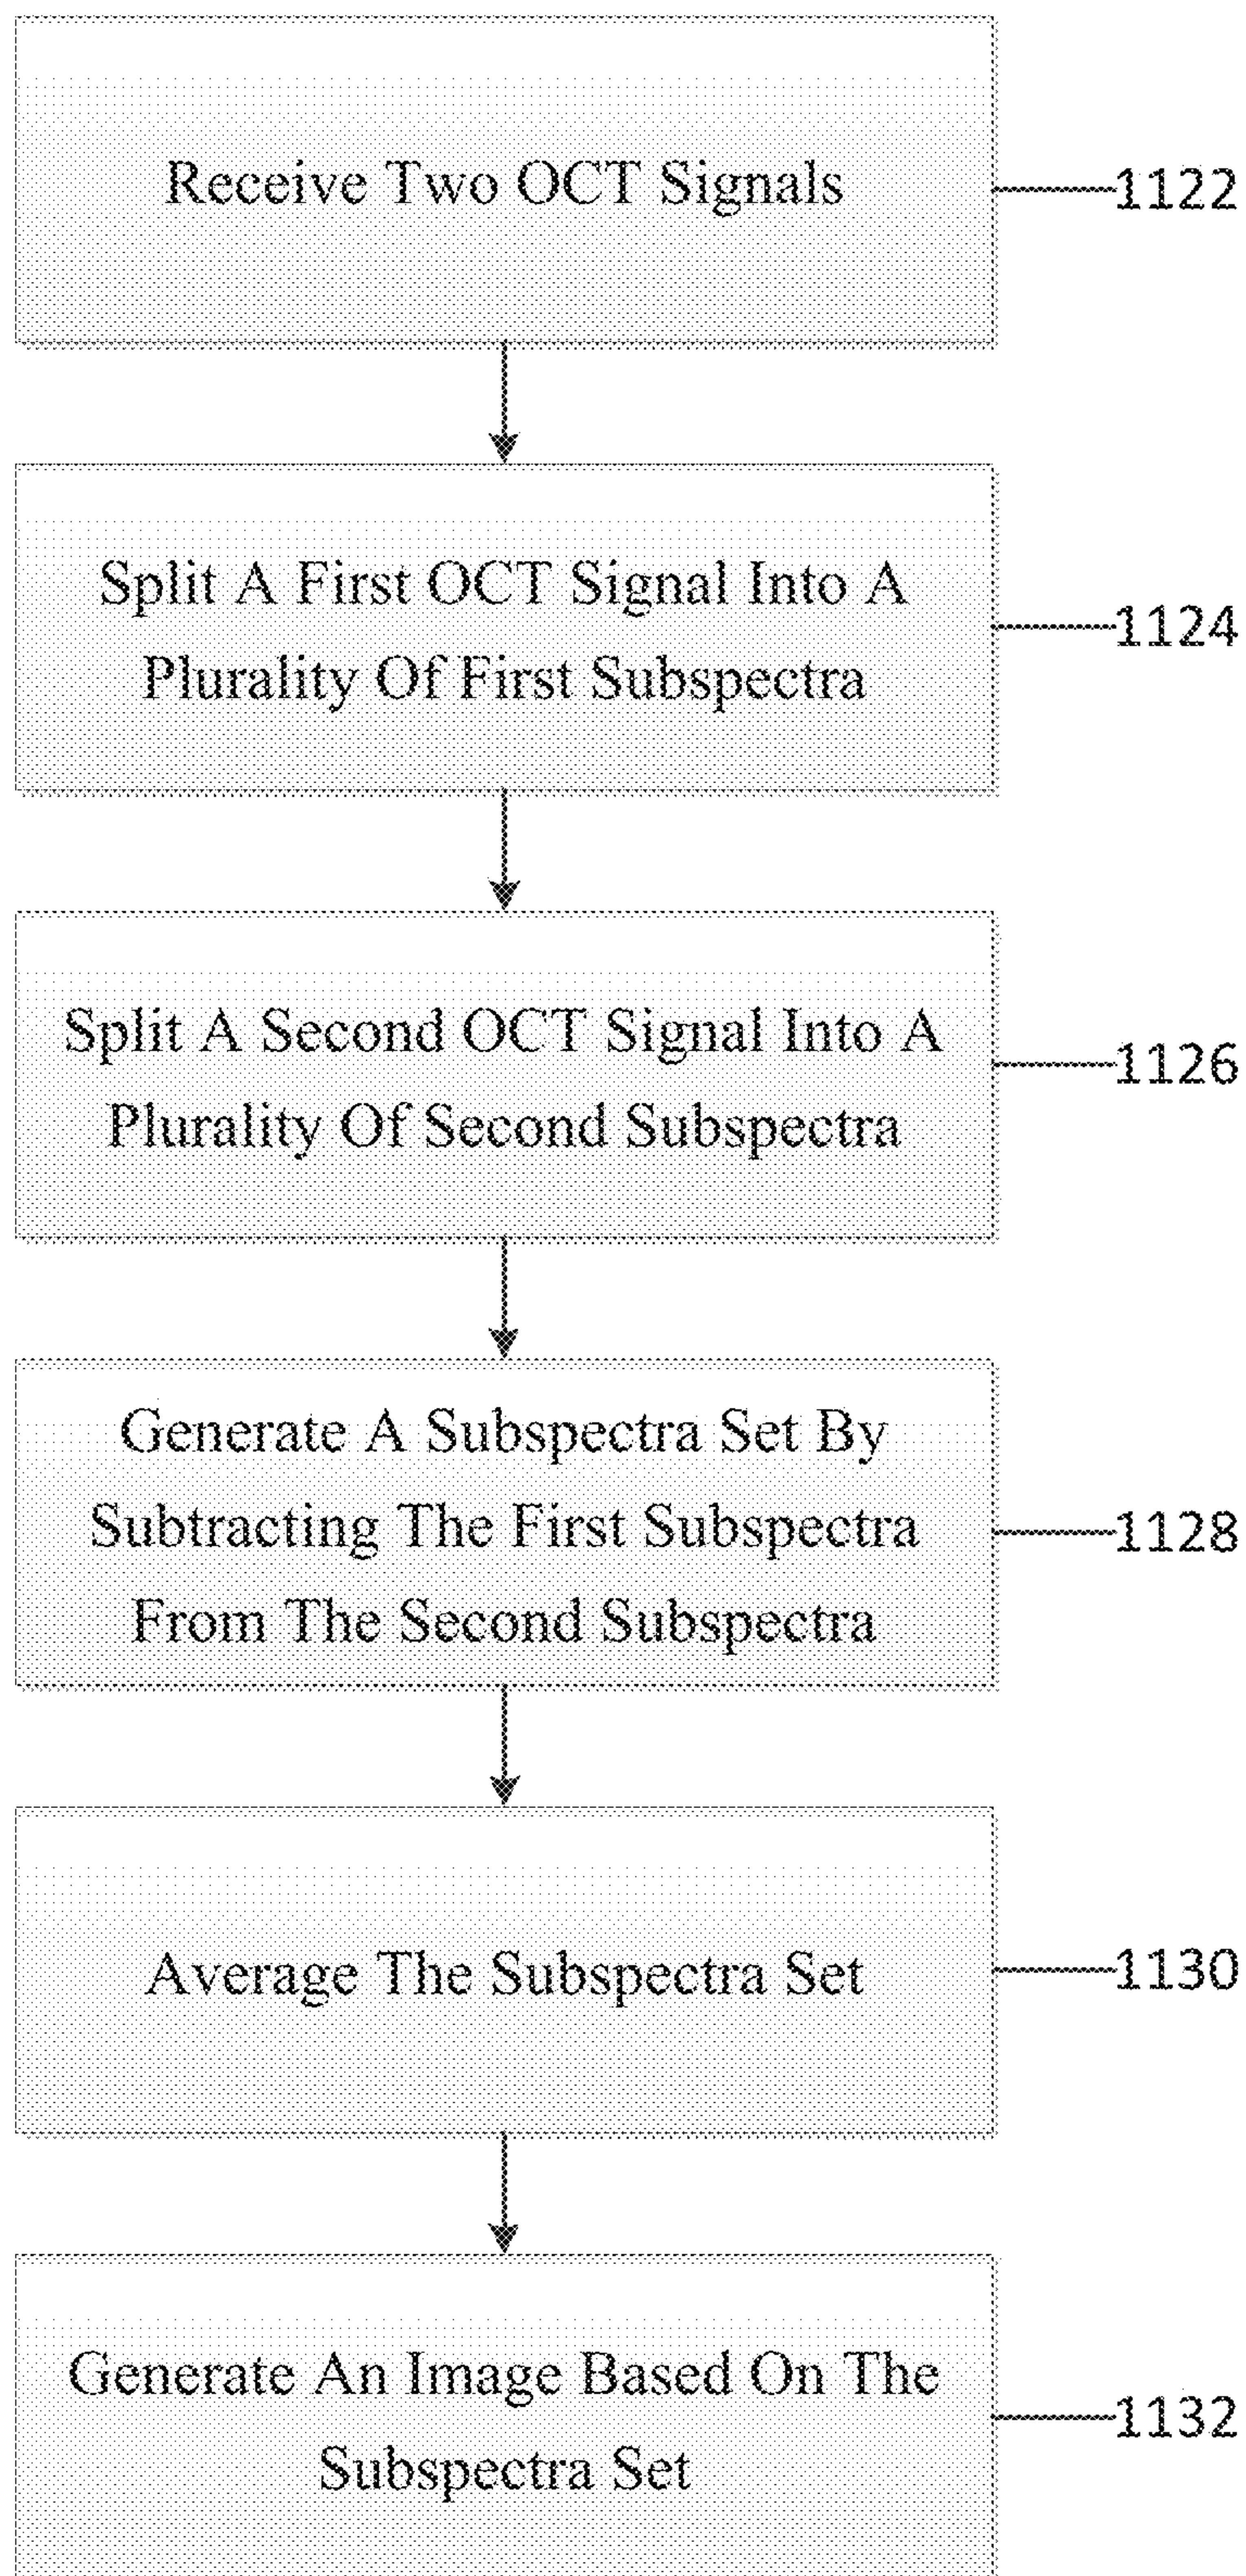 Receive Two OCT Signals
1122
Split A First OCT Signal Into A
Plurality Of First Subspectra
1124
Split A Second OCT Signal Into A
Plurality Of Second Subspectra
1126
Generate A Subspectra Set By
Subtracting The First Subspectra
From The Second Subspectra
1128
Average The Subspectra Set
1130
Generate An Image Based On The
Subspectra Set
1132